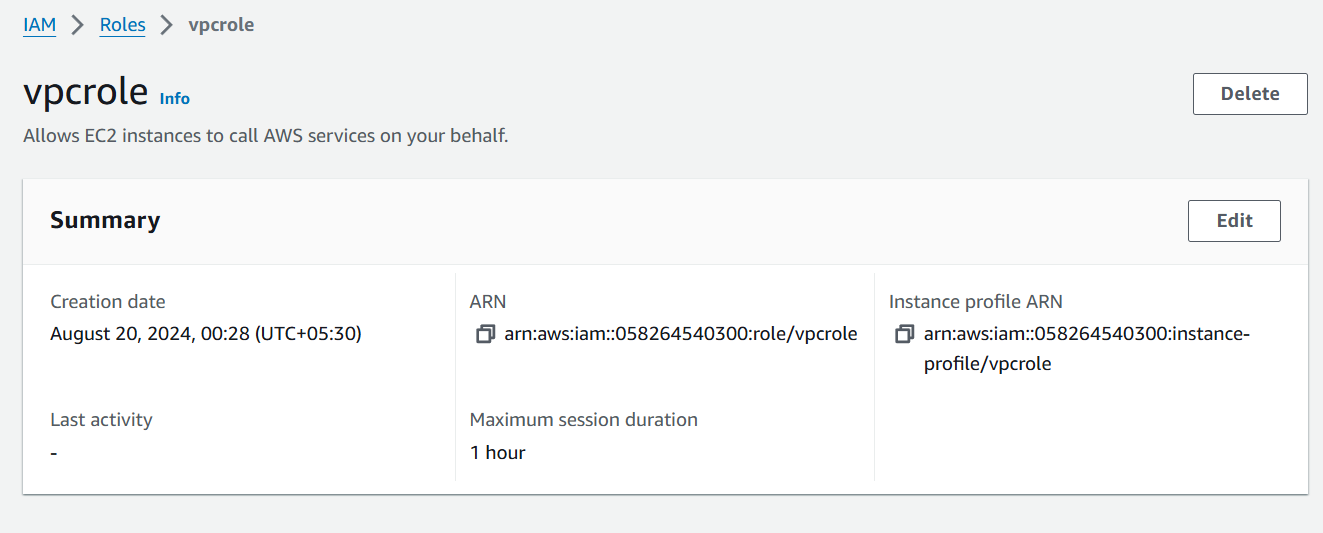 IAM > Roles > vpcrole
vpcrole Info
Delete
Allows EC2 instances to call AWS services on your behalf.
Summary
Edit
Creation date
August 20, 2024, 00:28 (UTC+05:30)
ARN
arn:aws:iam::058264540300:role/vpcrole
Instance profile ARN
arn:aws:iam::058264540300:instance-
profile/vpcrole
Last activity
-
Maximum session duration
1 hour